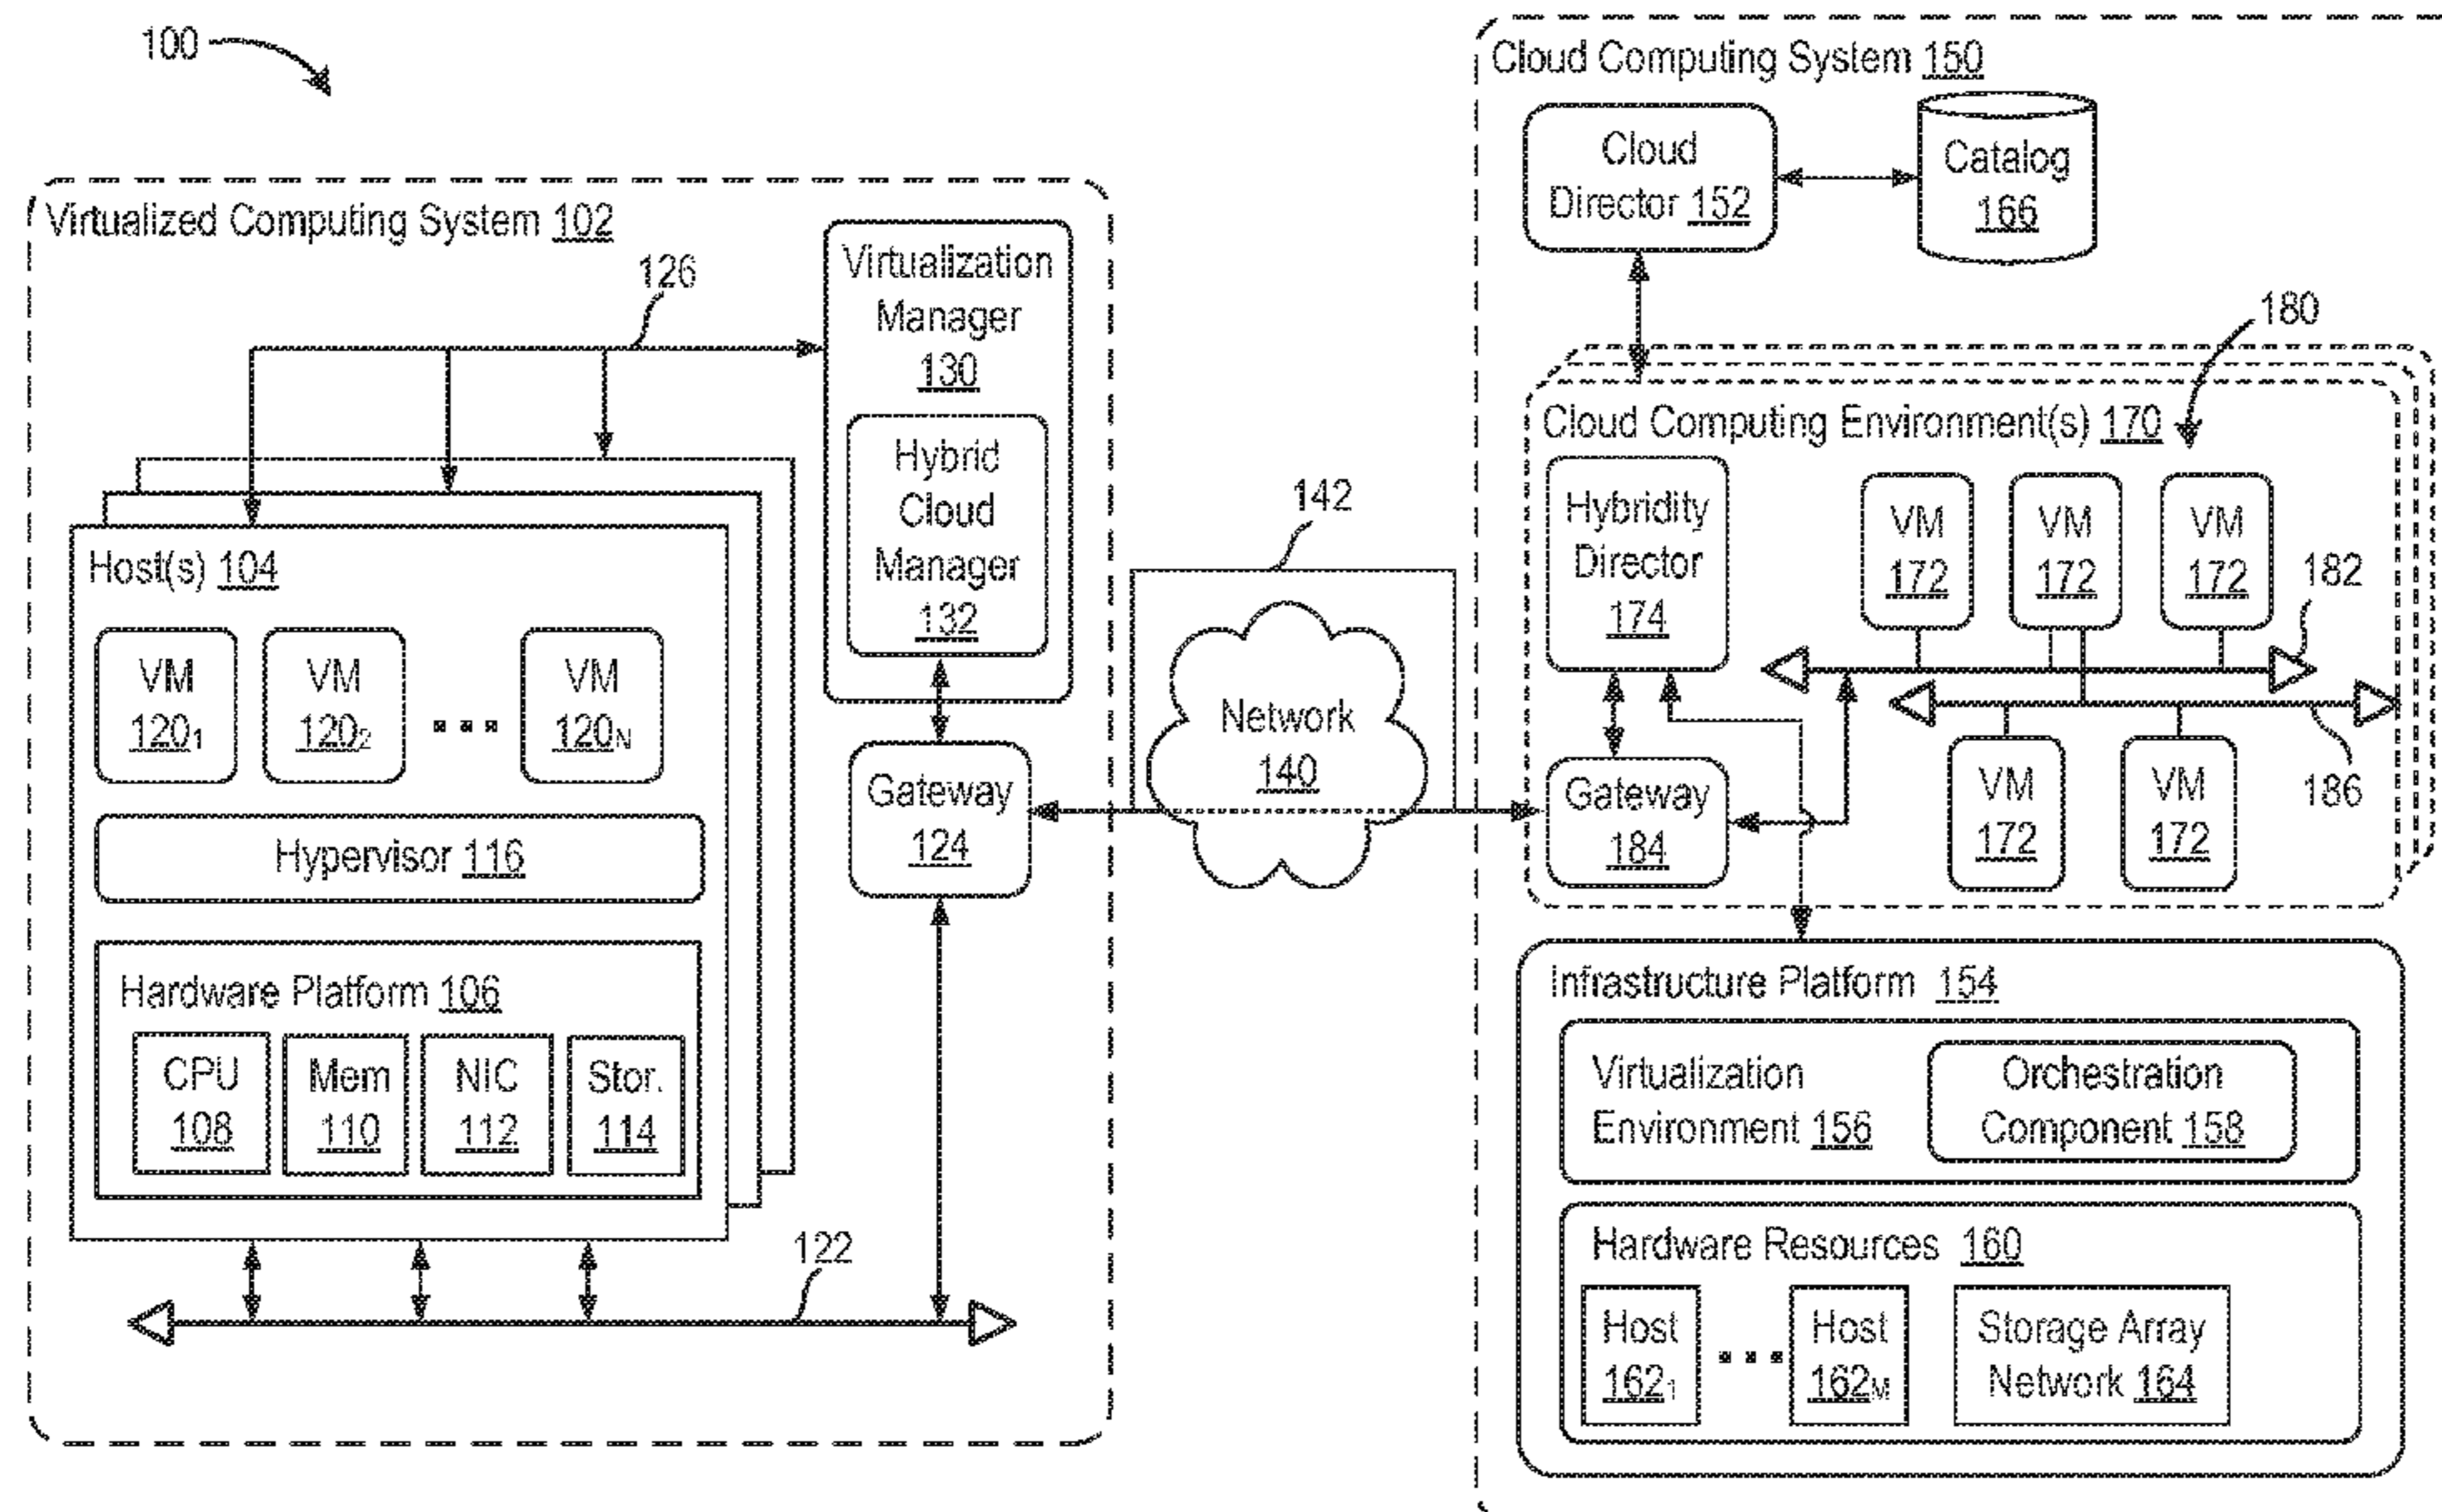 100
Virtualized Computing System 102
126
Virtualization
Manager
130
Hybrid
Cloud
Manager
132
Host(s) 104
VM
120₁
VM
120₂
...
VM
120N
Hypervisor 116
Hardware Platform 106
CPU
108
Mem
110
NIC
112
Stor.
114
Gateway
124
122
142
Network
140
Cloud Computing System 150
Cloud
Director 152
Catalog
166
180
Cloud Computing Environment(s) 170
Hybridity
Director
174
VM
172
VM
172
VM
172
182
Gateway
184
VM
172
VM
172
186
Infrastructure Platform 154
Virtualization
Environment 156
Orchestration
Component 158
Hardware Resources 160
Host
162₁
...
Host
162M
Storage Array
Network 164